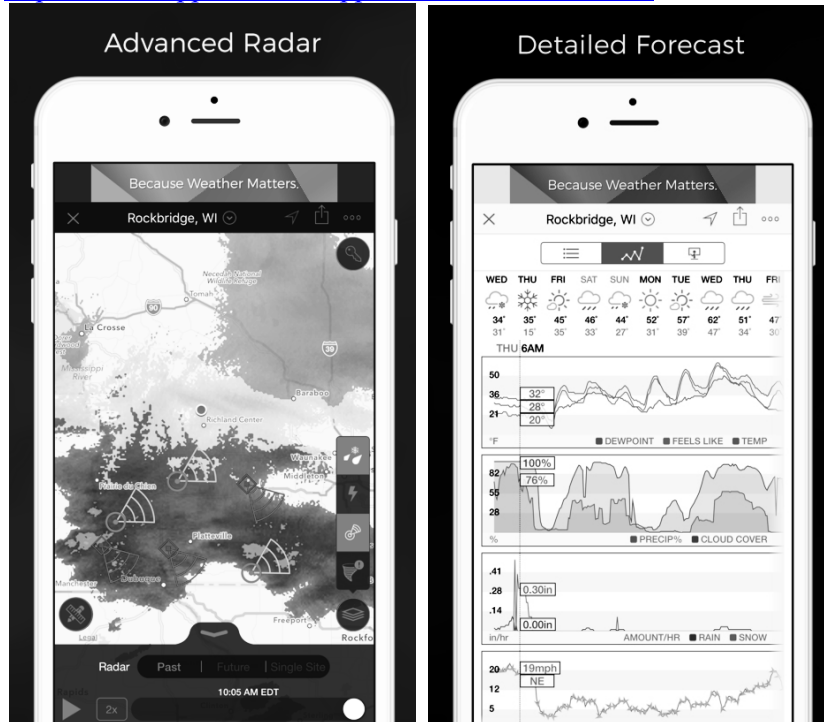 Advanced Radar
Because Weather Matters.
Rockbridge, WI
Necedah National
Wildlife Refuge
Tomah
90
La Crosse
39
Mississippi
River
Baraboo
Richland Center
Waunakee
Middleton
Prairie du Chien
Platteville
Manchester
Dubuque
Freeport
Legal
Rockfo
Radar Past Future Single Site
10:05 AM EDT
Rapids
2x
Detailed Forecast
Because Weather Matters.
Rockbridge, WI
WED THU FRI SAT SUN MON TUE WED THU FRI
34° 35° 45° 46° 44° 52° 57° 62° 51° 47
31° 15° 35° 33° 27° 31° 39° 47° 34° 30
THU 6AM
50
36
21
32°
28°
20°
°F DEWPOINT FEELS LIKE TEMP
100%
76%
82
55
28
% PRECIP% CLOUD COVER
.41
.28
.14
0.30in
0.00in
in/hr AMOUNT/HR RAIN SNOW
20
12
5
19mph
NE